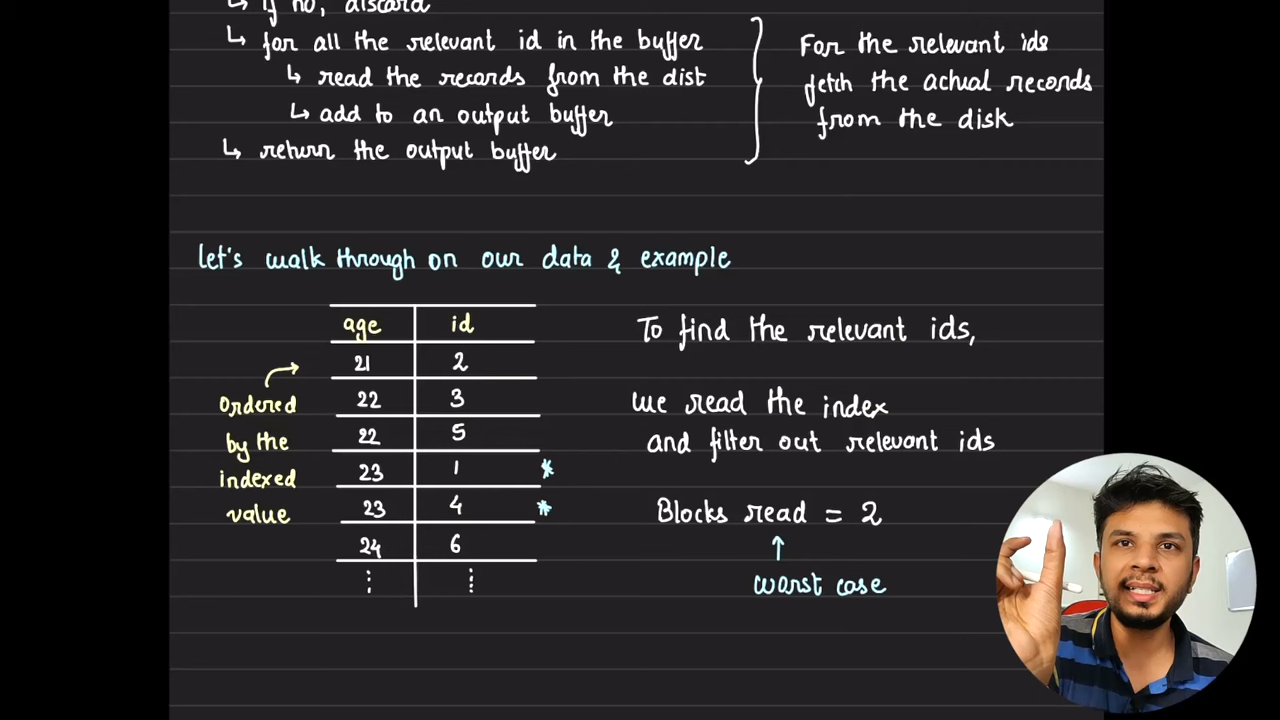 ↳ if no, discard
↳ for all the relevant id in the buffer
↳ read the records from the dist
↳ add to an output buffer
↳ return the output buffer
For the relevant ids
fetch the actual records
from the disk
let's walk through on our data & example
age id
21 2
22 3
22 5
23 1 *
23 4 *
24 6
⋮ ⋮
Ordered
by the
indexed
value
To find the relevant ids,
we read the index
and filter out relevant ids
Blocks read = 2
↑
worst case